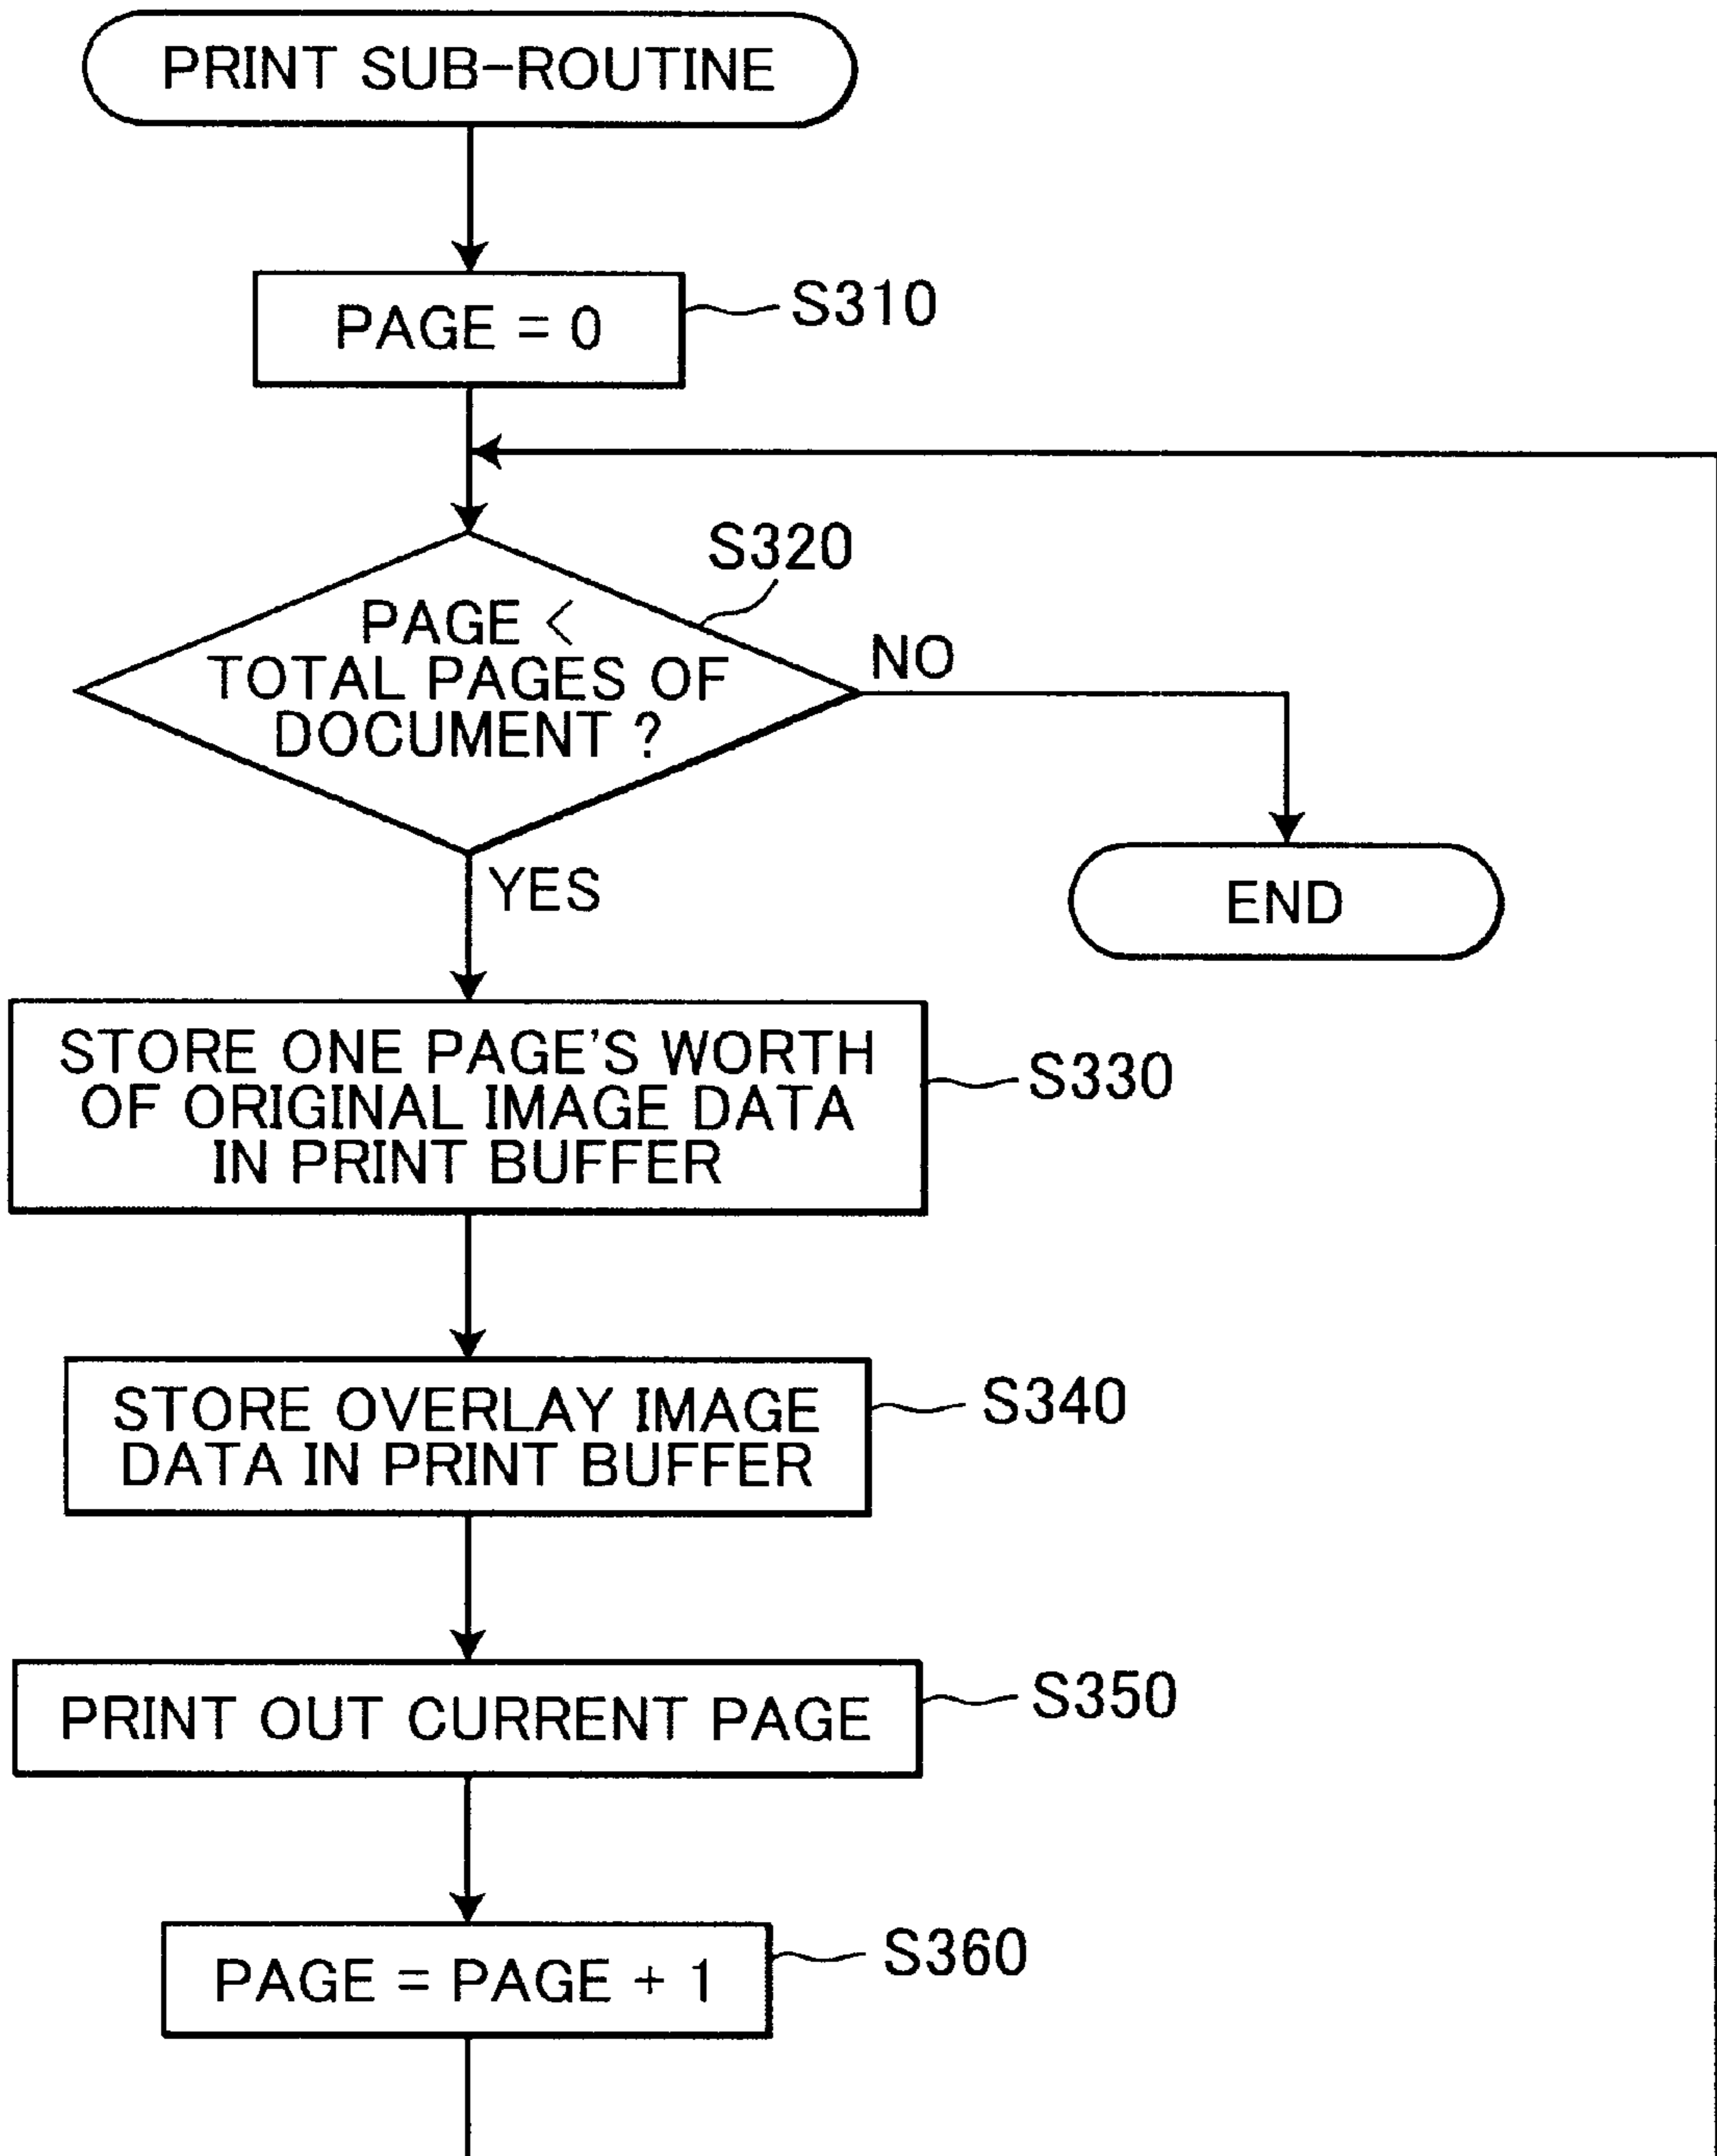 PRINT SUB-ROUTINE
PAGE = 0
S310
S320
PAGE <
TOTAL PAGES OF
DOCUMENT ?
NO
YES
END
STORE ONE PAGE'S WORTH
OF ORIGINAL IMAGE DATA
IN PRINT BUFFER
S330
STORE OVERLAY IMAGE
DATA IN PRINT BUFFER
S340
PRINT OUT CURRENT PAGE
S350
PAGE = PAGE + 1
S360